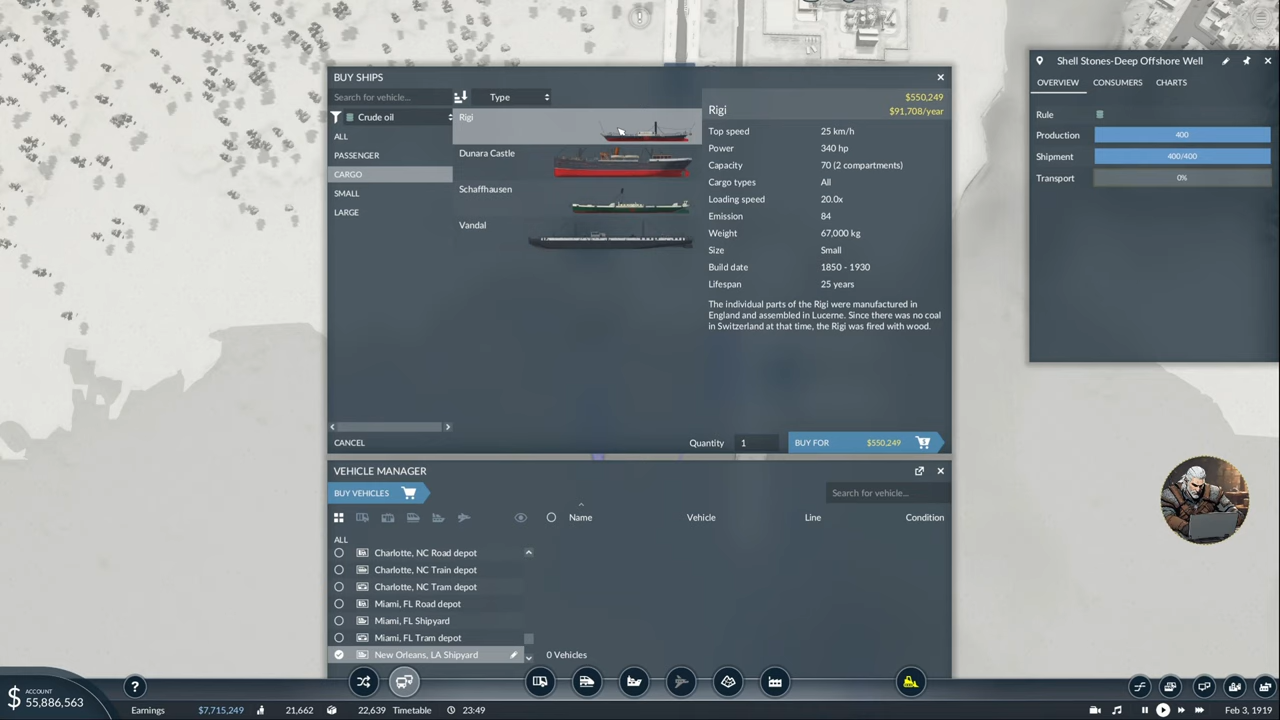 BUY SHIPS
Search for vehicle...
Type
Crude oil
ALL
PASSENGER
CARGO
SMALL
LARGE
Rigi
Dunara Castle
Schaffhausen
Vandal
$550,249
Rigi
$91,708/year
Top speed 25 km/h
Power 340 hp
Capacity 70 (2 compartments)
Cargo types All
Loading speed 20.0x
Emission 84
Weight 67,000 kg
Size Small
Build date 1850 - 1930
Lifespan 25 years
The individual parts of the Rigi were manufactured in
England and assembled in Lucerne. Since there was no coal
in Switzerland at that time, the Rigi was fired with wood.
CANCEL
Quantity 1
BUY FOR $550,249
Shell Stones-Deep Offshore Well
OVERVIEW CONSUMERS CHARTS
Rule
Production 400
Shipment 400/400
Transport 0%
VEHICLE MANAGER
BUY VEHICLES
Search for vehicle...
Name Vehicle Line Condition
ALL
Charlotte, NC Road depot
Charlotte, NC Train depot
Charlotte, NC Tram depot
Miami, FL Road depot
Miami, FL Shipyard
Miami, FL Tram depot
New Orleans, LA Shipyard
0 Vehicles
$ ACCOUNT
55,886,563
?
Earnings $7,715,249 21,662 22,639 Timetable 23:49
Feb 3, 1919